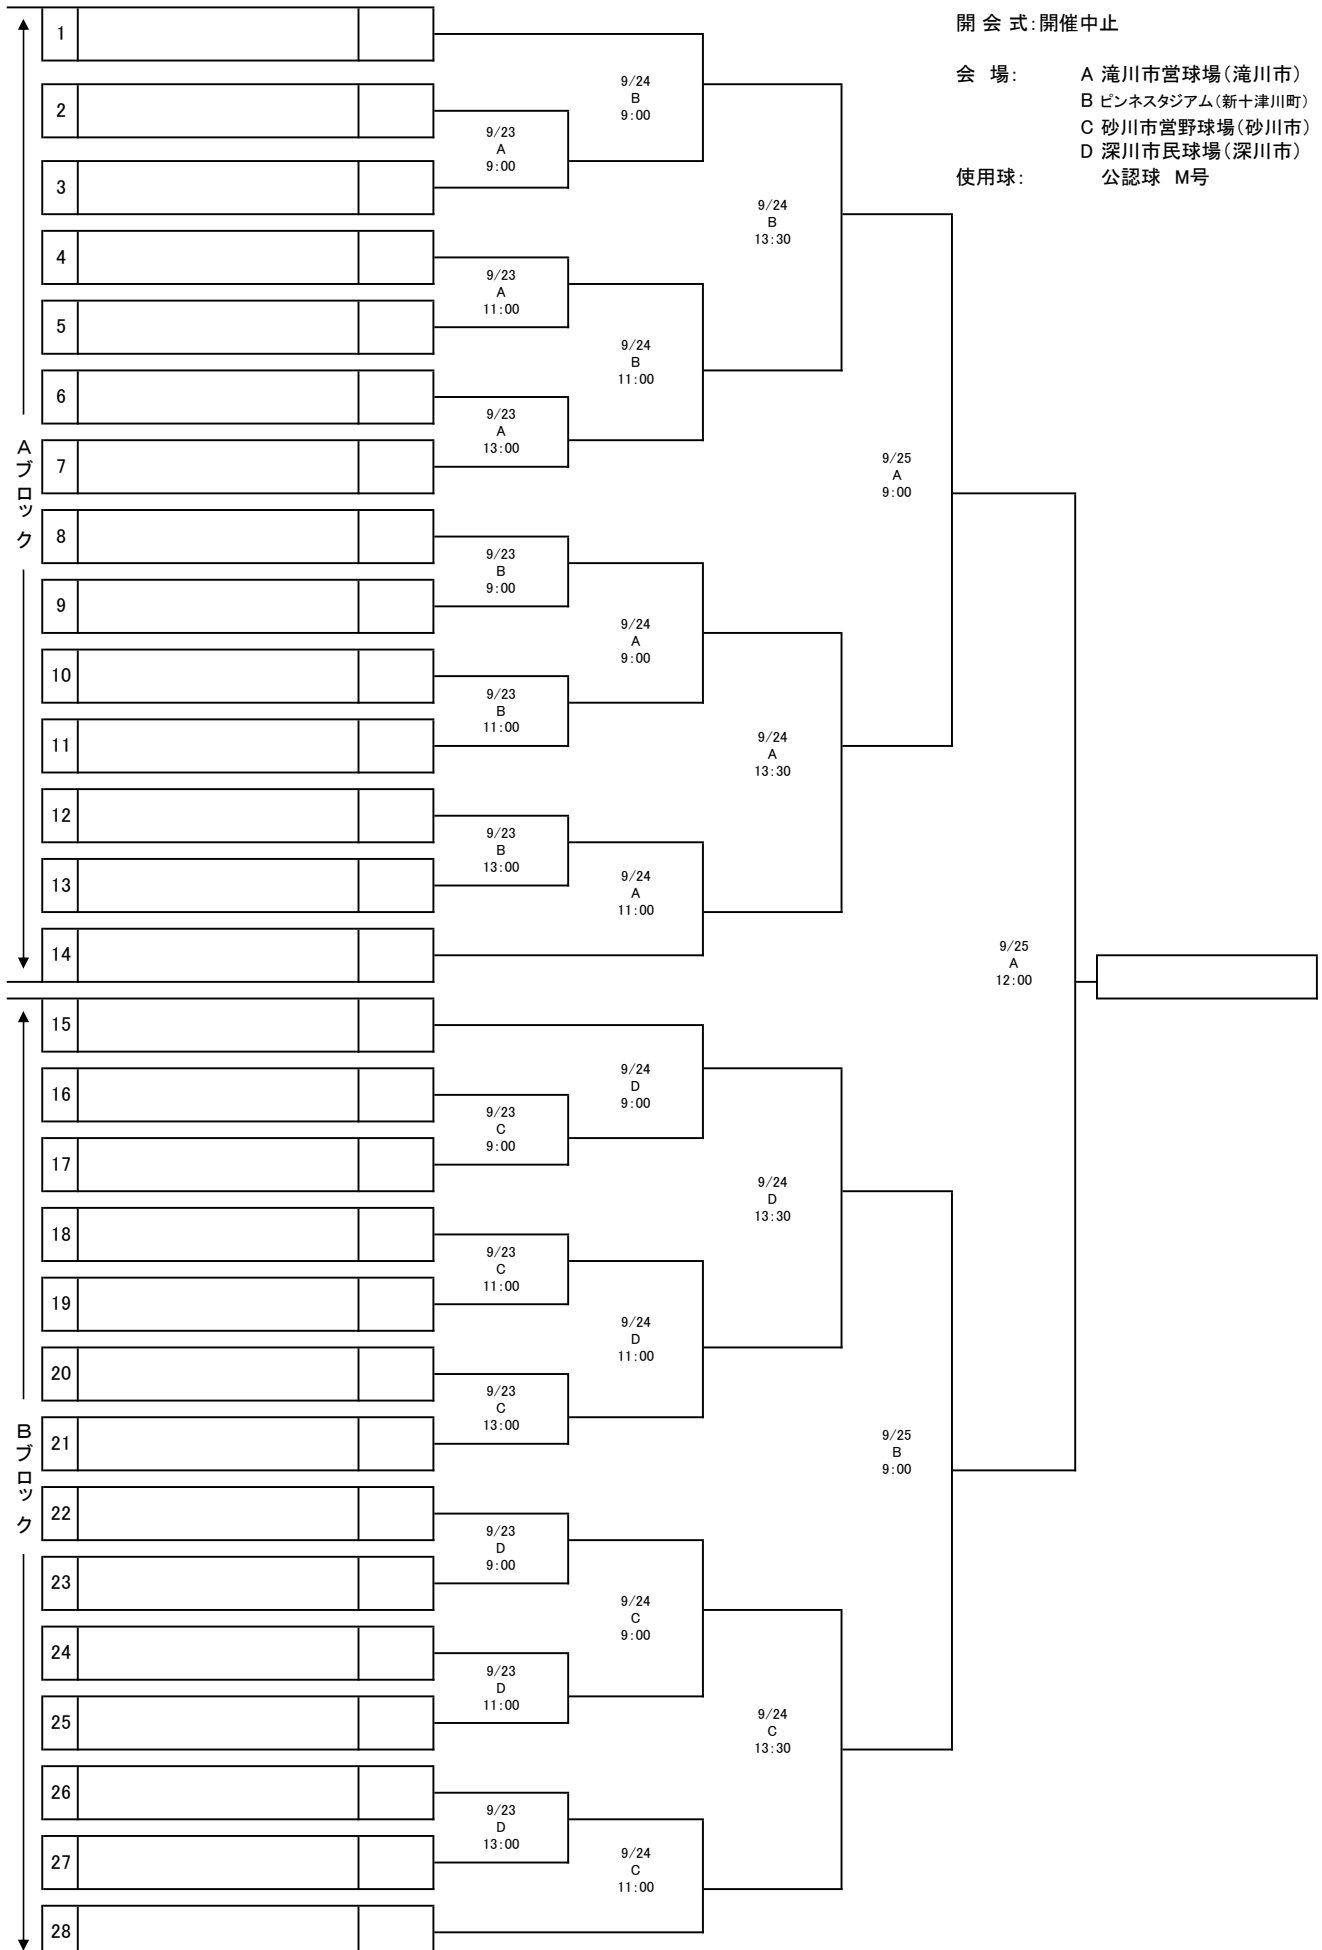 開 会 式：開催中止
会 場： A 滝川市営球場（滝川市）
B ピンネスタジアム（新十津川町）
C 砂川市営野球場（砂川市）
D 深川市民球場（深川市）
使用球： 公認球 M号
Aブロック
1
2
3
4
5
6
7
8
9
10
11
12
13
14
Bブロック
15
16
17
18
19
20
21
22
23
24
25
26
27
28
9/23
A
9:00
9/23
A
11:00
9/23
A
13:00
9/23
B
9:00
9/23
B
11:00
9/23
B
13:00
9/23
C
9:00
9/23
C
11:00
9/23
C
13:00
9/23
D
9:00
9/23
D
11:00
9/23
D
13:00
9/24
B
9:00
9/24
B
11:00
9/24
A
9:00
9/24
A
11:00
9/24
D
9:00
9/24
D
11:00
9/24
C
9:00
9/24
C
11:00
9/24
B
13:30
9/24
A
13:30
9/24
D
13:30
9/24
C
13:30
9/25
A
9:00
9/25
B
9:00
9/25
A
12:00